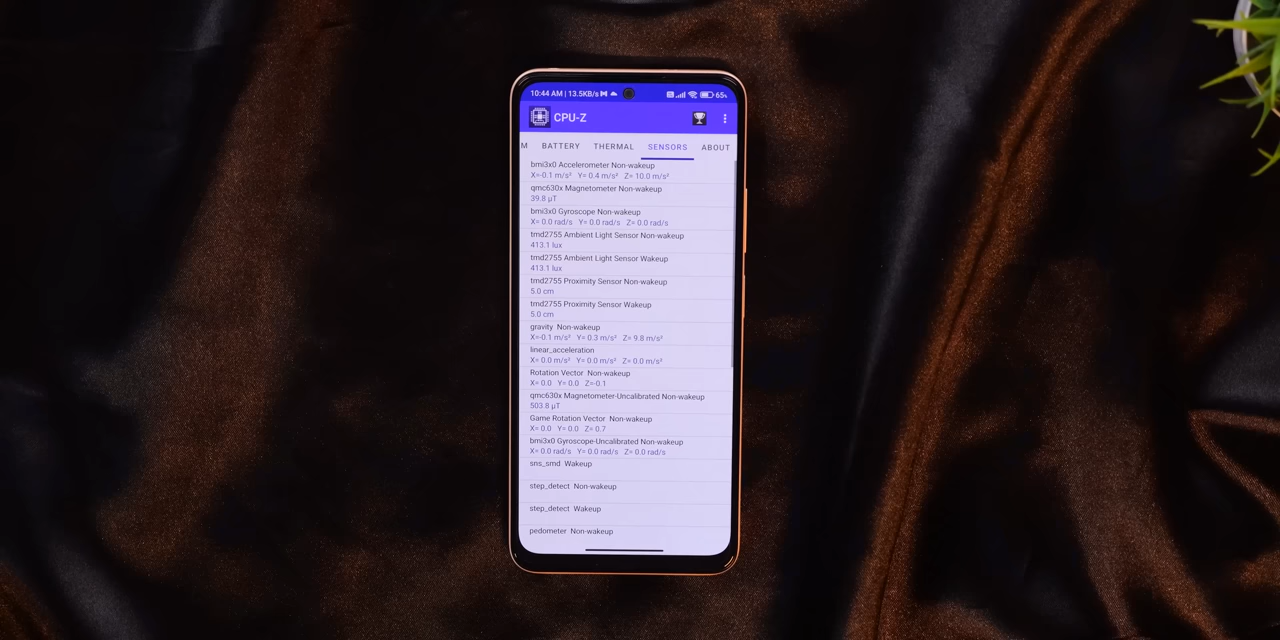 10:44 AM | 13.5KB/s
65%
CPU-Z
M BATTERY THERMAL SENSORS ABOUT
bmi3x0 Accelerometer Non-wakeup
X=-0.1 m/s² Y= 0.4 m/s² Z= 10.0 m/s²
qmc630x Magnetometer Non-wakeup
39.8 μT
bmi3x0 Gyroscope Non-wakeup
X= 0.0 rad/s Y= 0.0 rad/s Z= 0.0 rad/s
tmd2755 Ambient Light Sensor Non-wakeup
413.1 lux
tmd2755 Ambient Light Sensor Wakeup
413.1 lux
tmd2755 Proximity Sensor Non-wakeup
5.0 cm
tmd2755 Proximity Sensor Wakeup
5.0 cm
gravity Non-wakeup
X=-0.1 m/s² Y= 0.3 m/s² Z= 9.8 m/s²
linear_acceleration
X= 0.0 m/s² Y= 0.0 m/s² Z= 0.0 m/s²
Rotation Vector Non-wakeup
X= 0.0 Y= 0.0 Z=-0.1
qmc630x Magnetometer-Uncalibrated Non-wakeup
503.8 μT
Game Rotation Vector Non-wakeup
X= 0.0 Y= 0.0 Z= 0.7
bmi3x0 Gyroscope-Uncalibrated Non-wakeup
X= 0.0 rad/s Y= 0.0 rad/s Z= 0.0 rad/s
sns_smd Wakeup
step_detect Non-wakeup
step_detect Wakeup
pedometer Non-wakeup